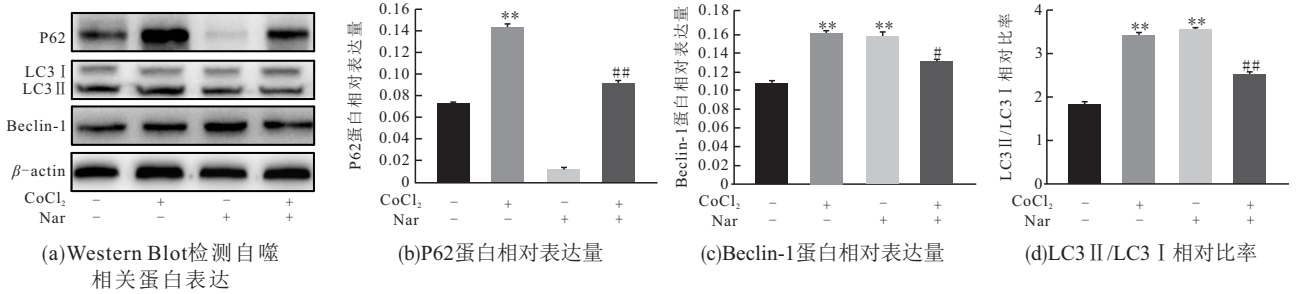 P62
LC3Ⅰ
LC3Ⅱ
Beclin-1
β-actin
CoCl₂ − + − +
Nar − − + +
(a)Western Blot检测自噬
相关蛋白表达
P62蛋白相对表达量
0.16
0.14
0.12
0.10
0.08
0.06
0.04
0.02
0
**
##
CoCl₂ − + − +
Nar − − + +
(b)P62蛋白相对表达量
Beclin-1蛋白相对表达量
0.18
0.16
0.14
0.12
0.10
0.06
0.04
0.06
0.02
0
** ** #
CoCl₂ − + − +
Nar − − + +
(c)Beclin-1蛋白相对表达量
LC3Ⅱ/LC3Ⅰ相对比率
4
3
2
1
0
** ** ##
CoCl₂ − + − +
Nar − − + +
(d)LC3Ⅱ/LC3Ⅰ相对比率